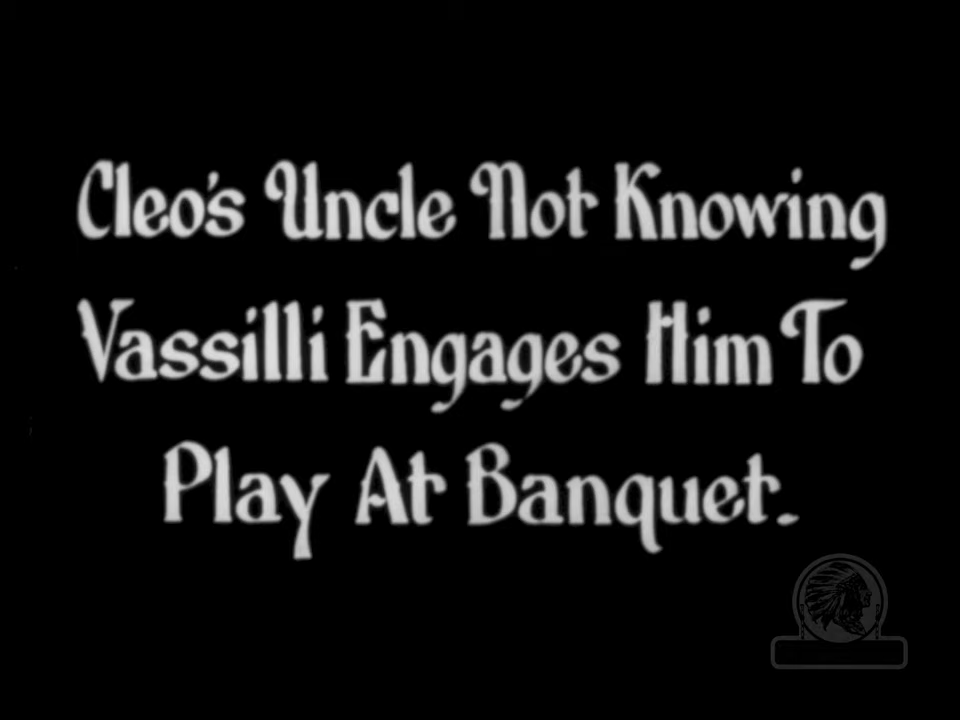 Cleo's Uncle Not Knowing
Vassilli Engages Him To
Play At Banquet.